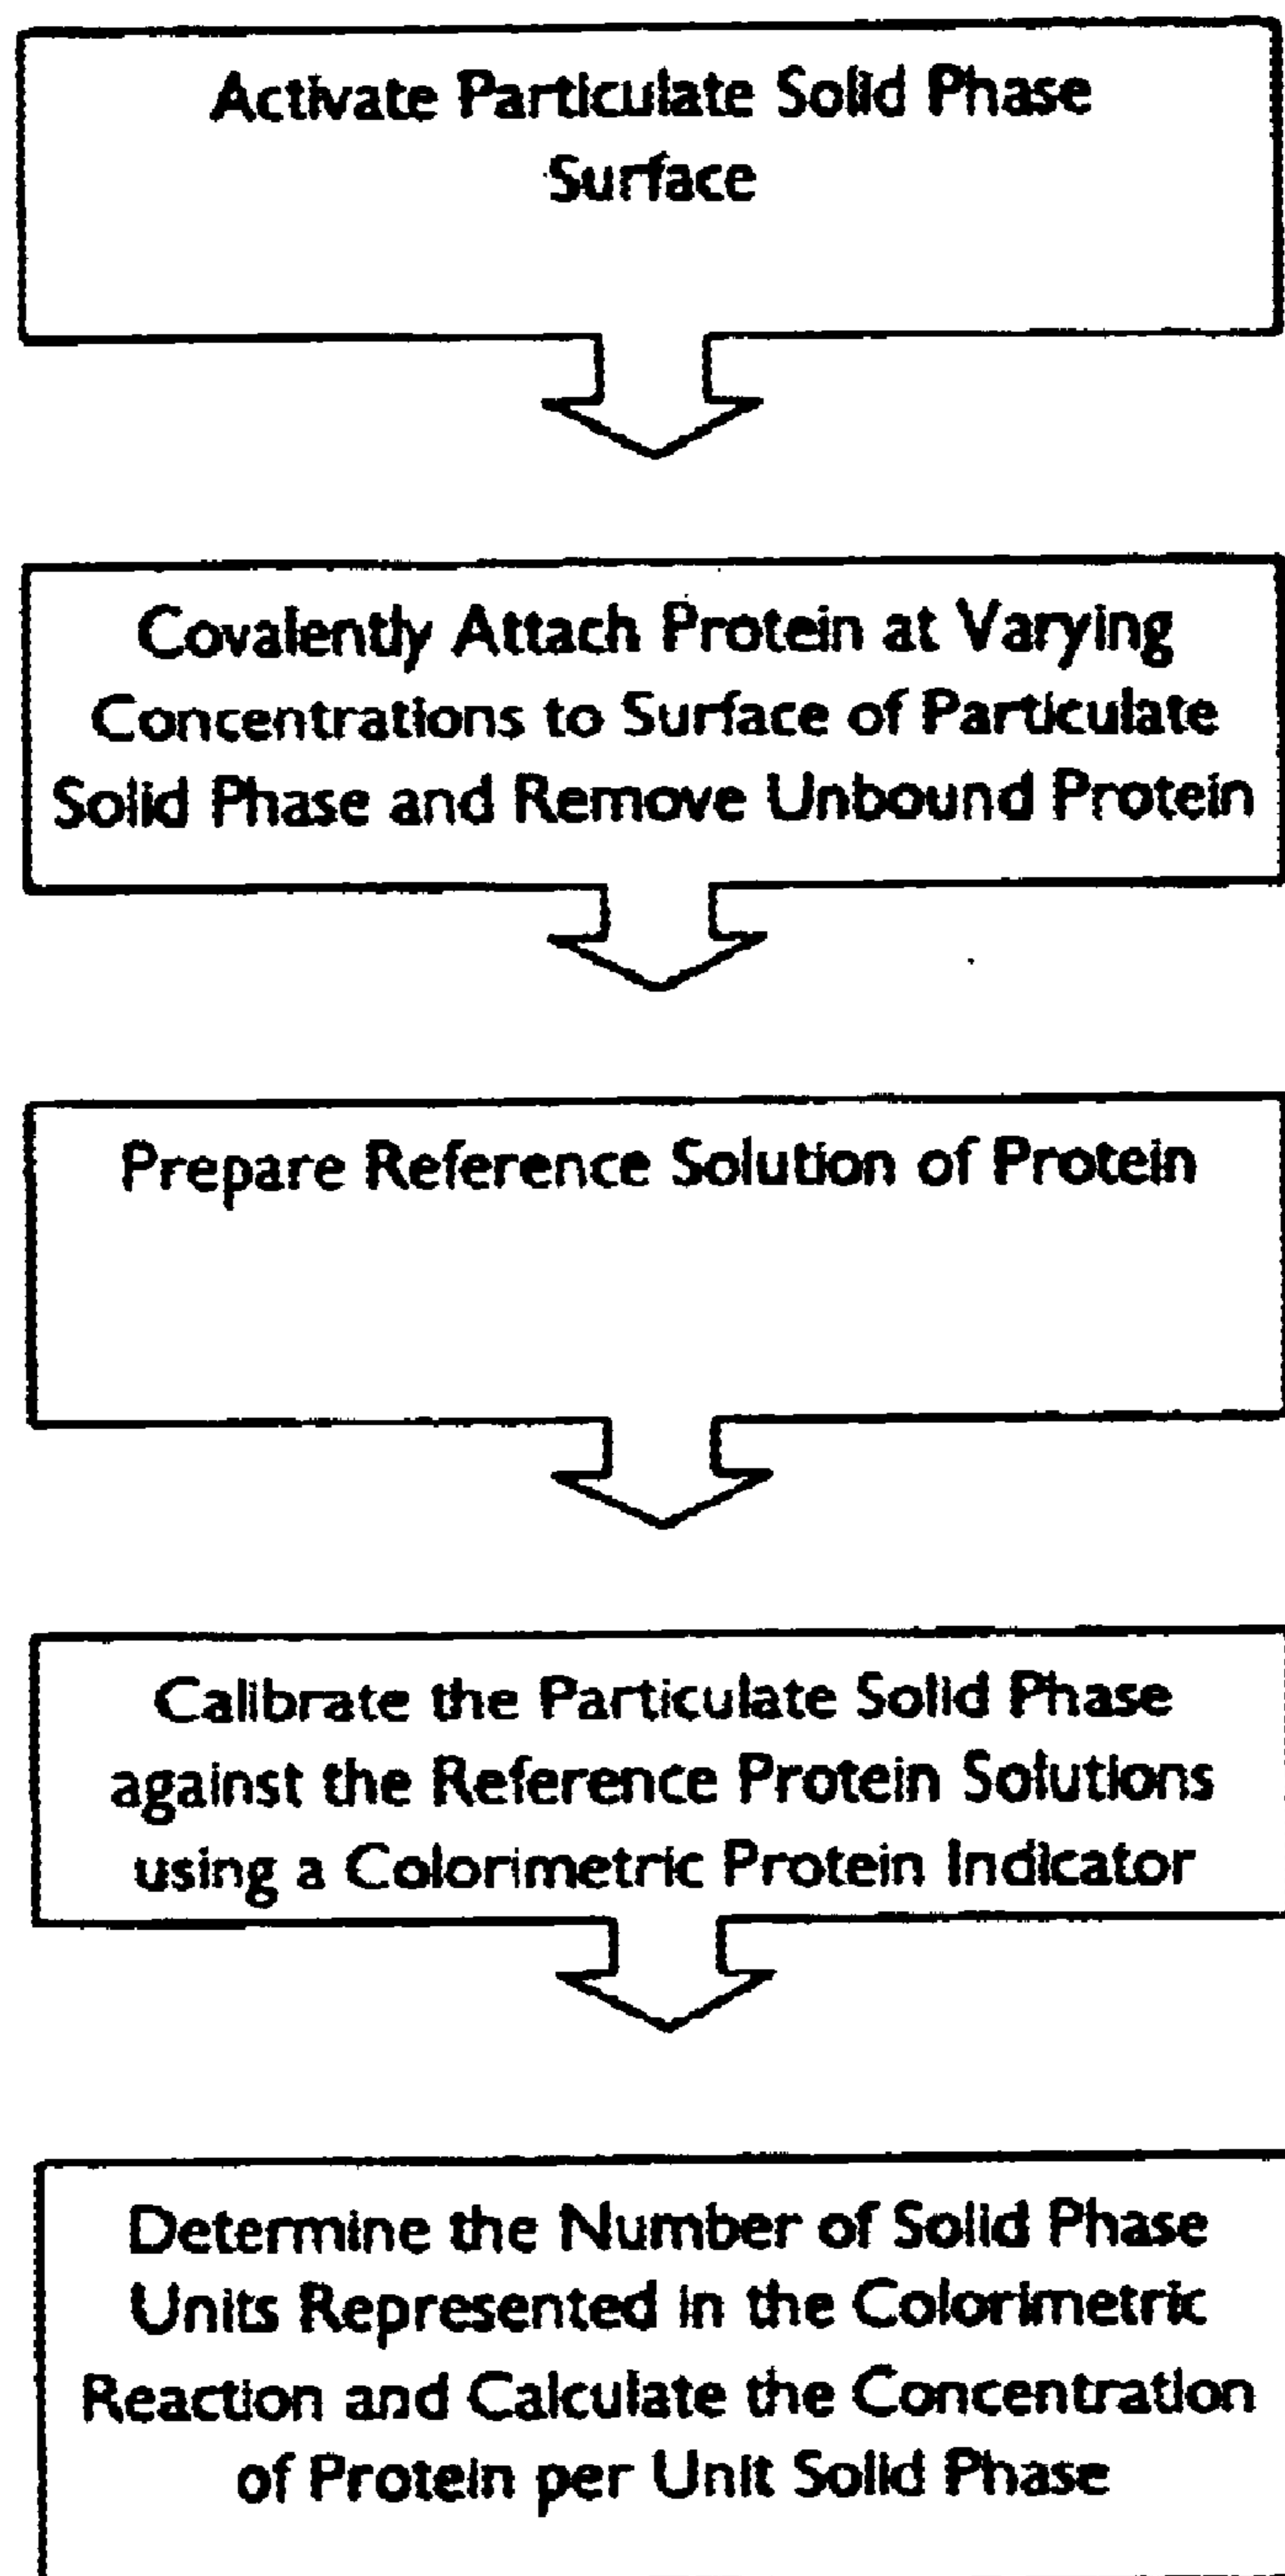 Activate Particulate Solid Phase
Surface
Covalently Attach Protein at Varying
Concentrations to Surface of Particulate
Solid Phase and Remove Unbound Protein
Prepare Reference Solution of Protein
Calibrate the Particulate Solid Phase
against the Reference Protein Solutions
using a Colorimetric Protein Indicator
Determine the Number of Solid Phase
Units Represented in the Colorimetric
Reaction and Calculate the Concentration
of Protein per Unit Solid Phase